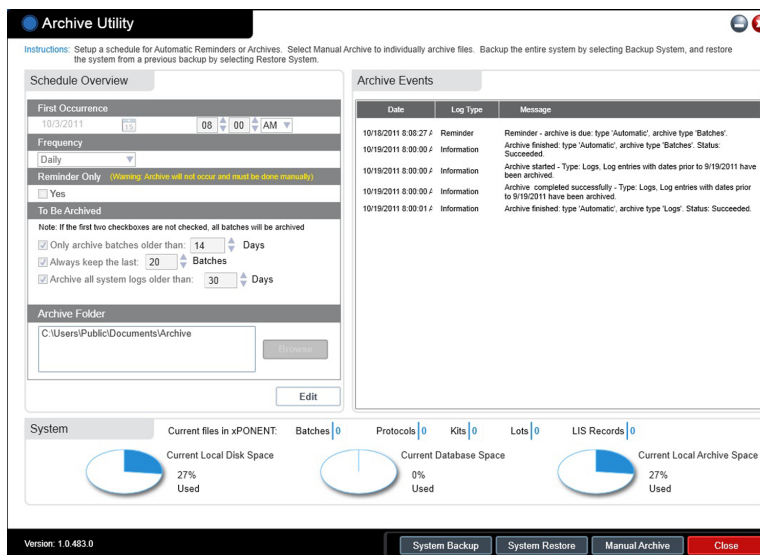 Archive Utility
Instructions: Setup a schedule for Automatic Reminders or Archives. Select Manual Archive to individually archive files. Backup the entire system by selecting Backup System, and restore
the system from a previous backup by selecting Restore System.
Schedule Overview
First Occurrence
10/3/2011 15 08 00 AM
Frequency
Daily
Reminder Only (Warning: Archive will not occur and must be done manually)
Yes
To Be Archived
Note: If the first two checkboxes are not checked, all batches will be archived
Only archive batches older than: 14 Days
Always keep the last: 20 Batches
Archive all system logs older than: 30 Days
Archive Folder
C:\Users\Public\Documents\Archive
Browse
Edit
Archive Events
Date Log Type Message
10/18/2011 8:08:27 A Reminder Reminder - archive is due: type 'Automatic', archive type 'Batches'.
10/19/2011 8:00:00 A Information Archive finished: type 'Automatic', archive type 'Batches'. Status:
Succeeded.
10/19/2011 8:00:00 A Information Archive started - Type: Logs, Log entries with dates prior to 9/19/2011 have
been archived.
10/19/2011 8:00:00 A Information Archive completed successfully - Type: Logs, Log entries with dates prior
to 9/19/2011 have been archived.
10/19/2011 8:00:01 A Information Archive finished: type 'Automatic', archive type 'Logs'. Status: Succeeded.
System
Current files in xPONENT: Batches 0 Protocols 0 Kits 0 Lots 0 LIS Records 0
Current Local Disk Space
27%
Used
Current Database Space
0%
Used
Current Local Archive Space
27%
Used
Version: 1.0.483.0
System Backup System Restore Manual Archive Close